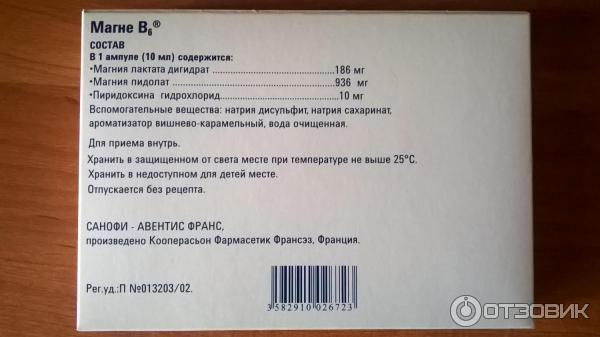 Магне B6®
СОСТАВ
В 1 ампуле (10 мл) содержится:
•Магния лактата дигидрат ........................186 мг
•Магния пидолат ........................936 мг
•Пиридоксина гидрохлорид........................10 мг
Вспомогательные вещества: натрия дисульфит, натрия сахаринат,
ароматизатор вишнево-карамельный, вода очищенная.
Для приема внутрь.
Хранить в защищенном от света месте при температуре не выше 25°C.
Хранить в недоступном для детей месте.
Отпускается без рецепта.
САНОФИ - АВЕНТИС ФРАНС,
произведено Кооперасьон Фармасетик Франсэз, Франция.
Рег.уд.:П №013203/02.
3 582910 026723
ОТЗОВИК